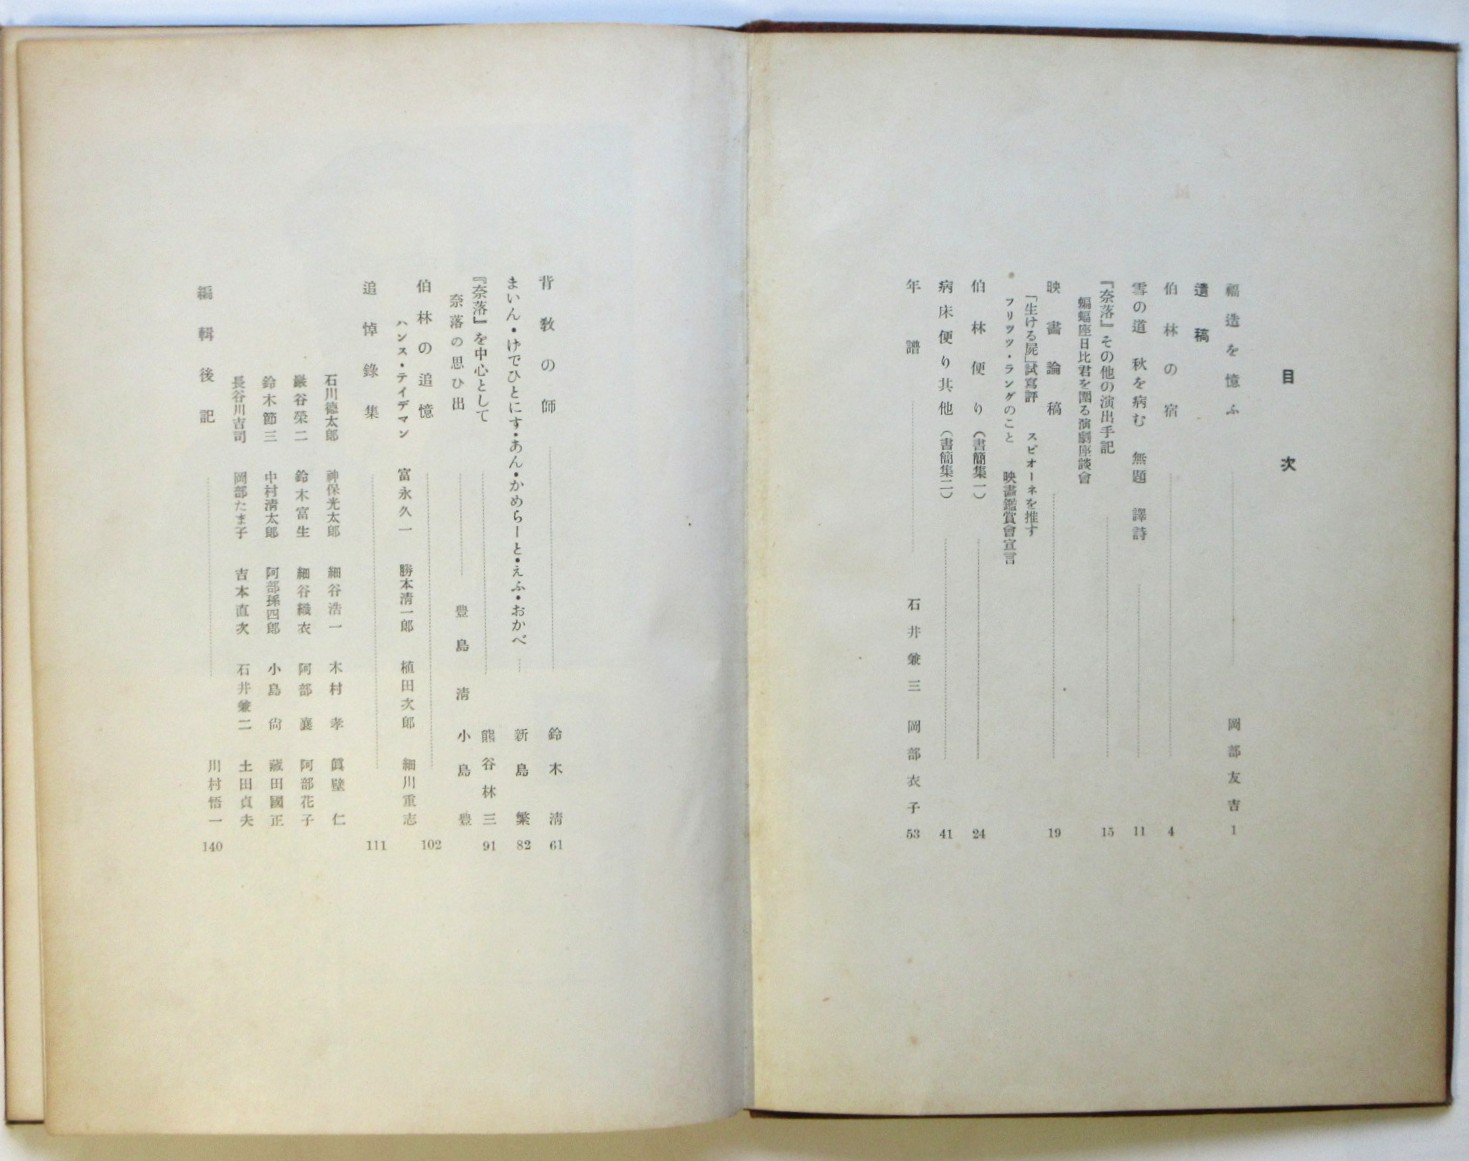 目次
福造を憶ふ 岡部友吉 1
遺稿
伯林の宿 4
雪の道 秋を病む 無題 譯詩 11
『奈落』その他の演出手記 15
蝙蝠座日比君を圍る演劇座談會
映畫論稿 19
「生ける屍」試寫評 スピオーネを推す
フリツツ・ラングのこと 映畫鑑賞會宣言
伯林便り（書簡集一） 24
病床便り其他（書簡集二） 41
年譜 石井兼三 岡部衣子 53
背教の師 鈴木淸 61
まいん・けでひとにす・あん・かめらーと・えふ・おかべ 新島繁 82
『奈落』を中心として 熊谷林三 91
奈落の思ひ出 豊島淸 小島豊
伯林の追憶 102
ハンス・テイデマン 富永久一 勝本淸一郎 植田次郎 細川重志
追悼錄集 111
石川德太郎 神保光太郎 細谷浩一 木村孝 眞壁仁
巖谷榮二 鈴木富生 細谷織衣 阿部襄 阿部花子
鈴木節三 中村淸太郎 阿部孫四郎 小島尙 藏田國正
長谷川吉司 岡部たま子 吉本直次 石井兼二 土田貞夫
編輯後記 川村悟一 140